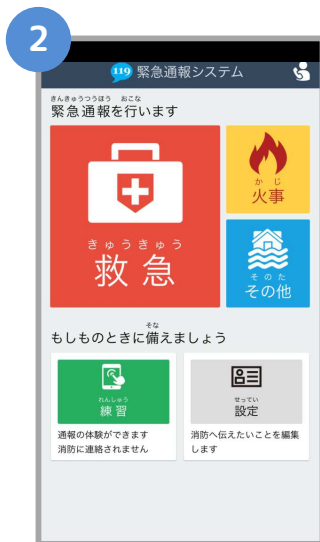 2
119 緊急通報システム
きんきゅうつうほう おこな
緊急通報を行います
きゅうきゅう
救急
かじ
火事
そのた
その他
そな
もしものときに備えましょう
れんしゅう
練習
通報の体験ができます
消防に連絡されません
せってい
設定
消防へ伝えたいことを編集
します